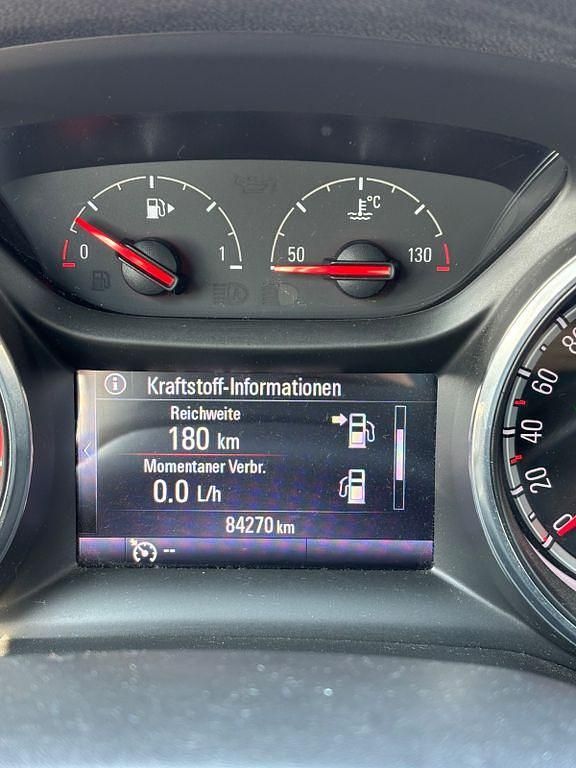 0 1
50 °C 130
Kraftstoff-Informationen
Reichweite
180 km
Momentaner Verbr.
0.0 L/h
84270 km
--
80
60
40
20
0